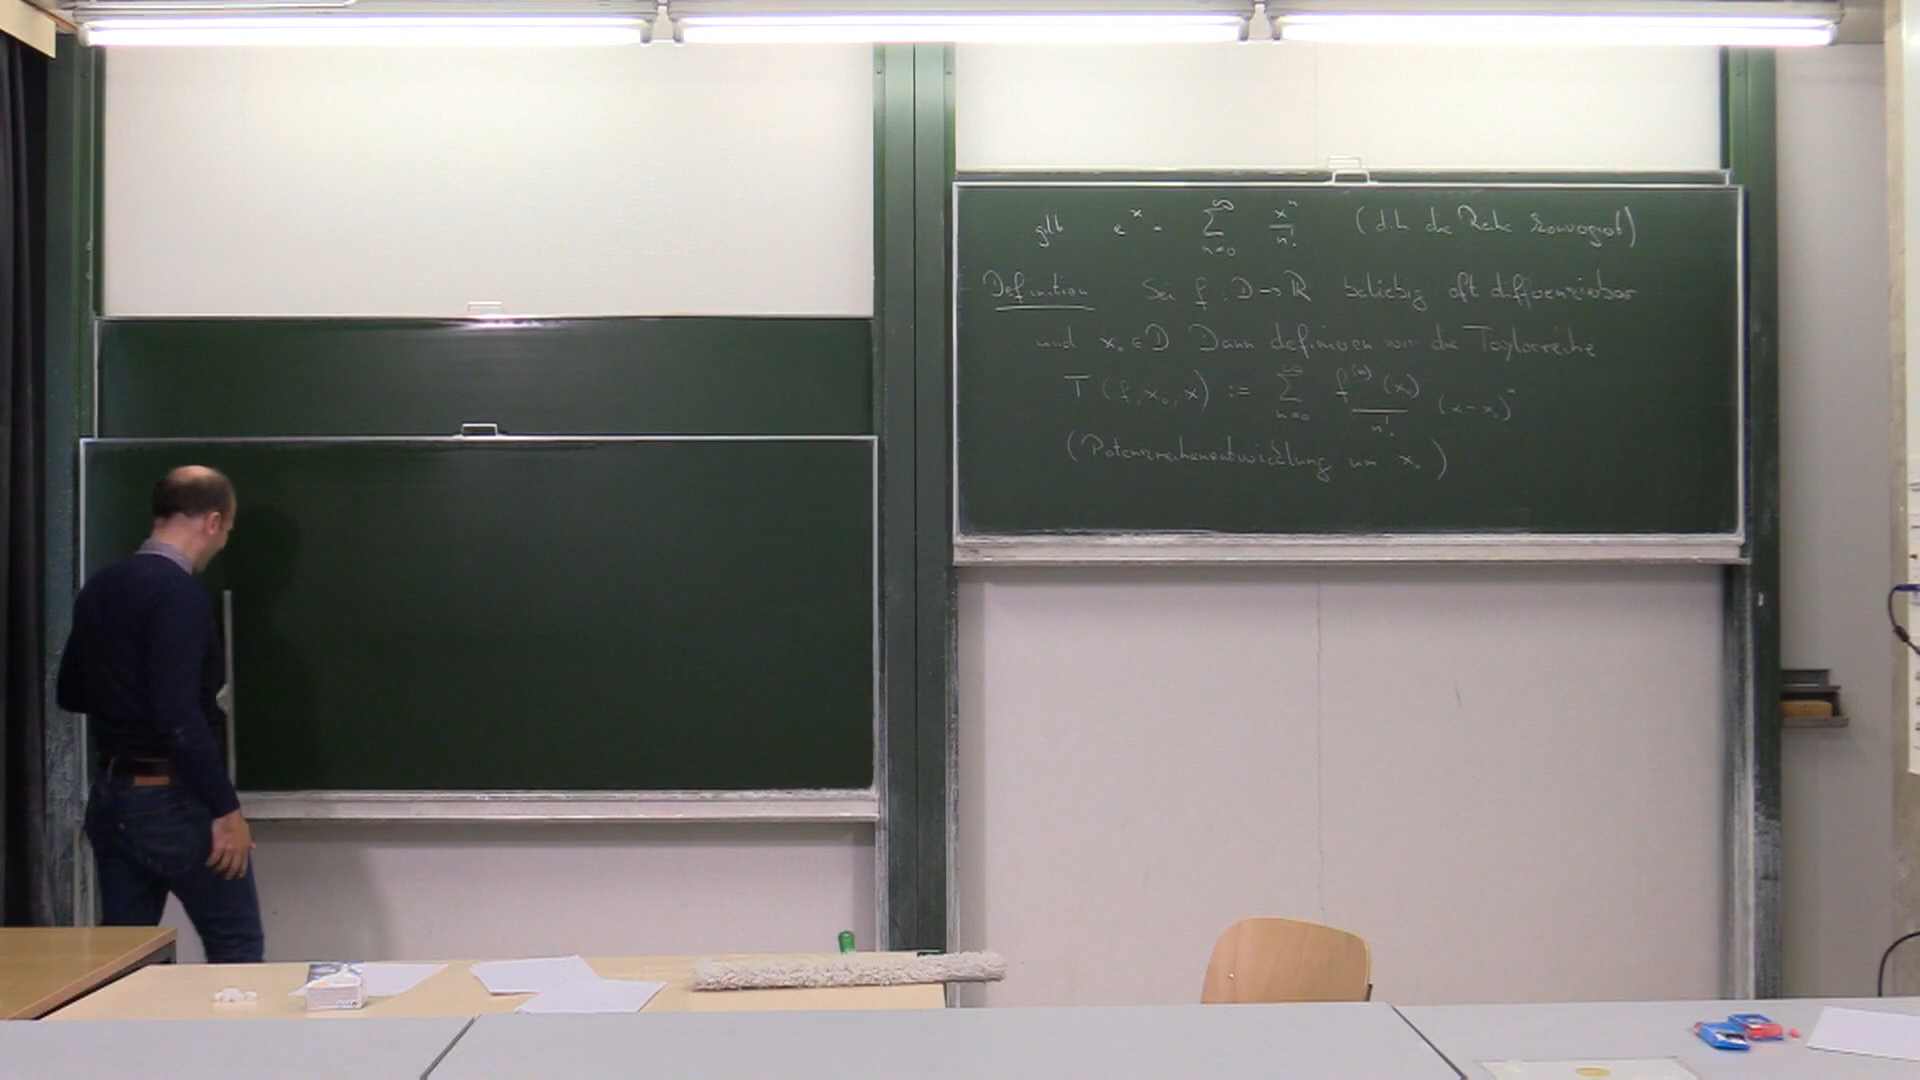 gilt e^x = ∑_{n=0}^∞ x^n/n! (d.h. die Reihe konvergiert)
Definition Sei f : D → ℝ beliebig oft differenzierbar
und x₀ ∈ D Dann definieren wir die Taylorreihe
T (f, x₀, x) := ∑_{n=0}^∞ f^{(n)}(x₀)/n! (x-x₀)^n
(Potenzreihenentwicklung um x₀)